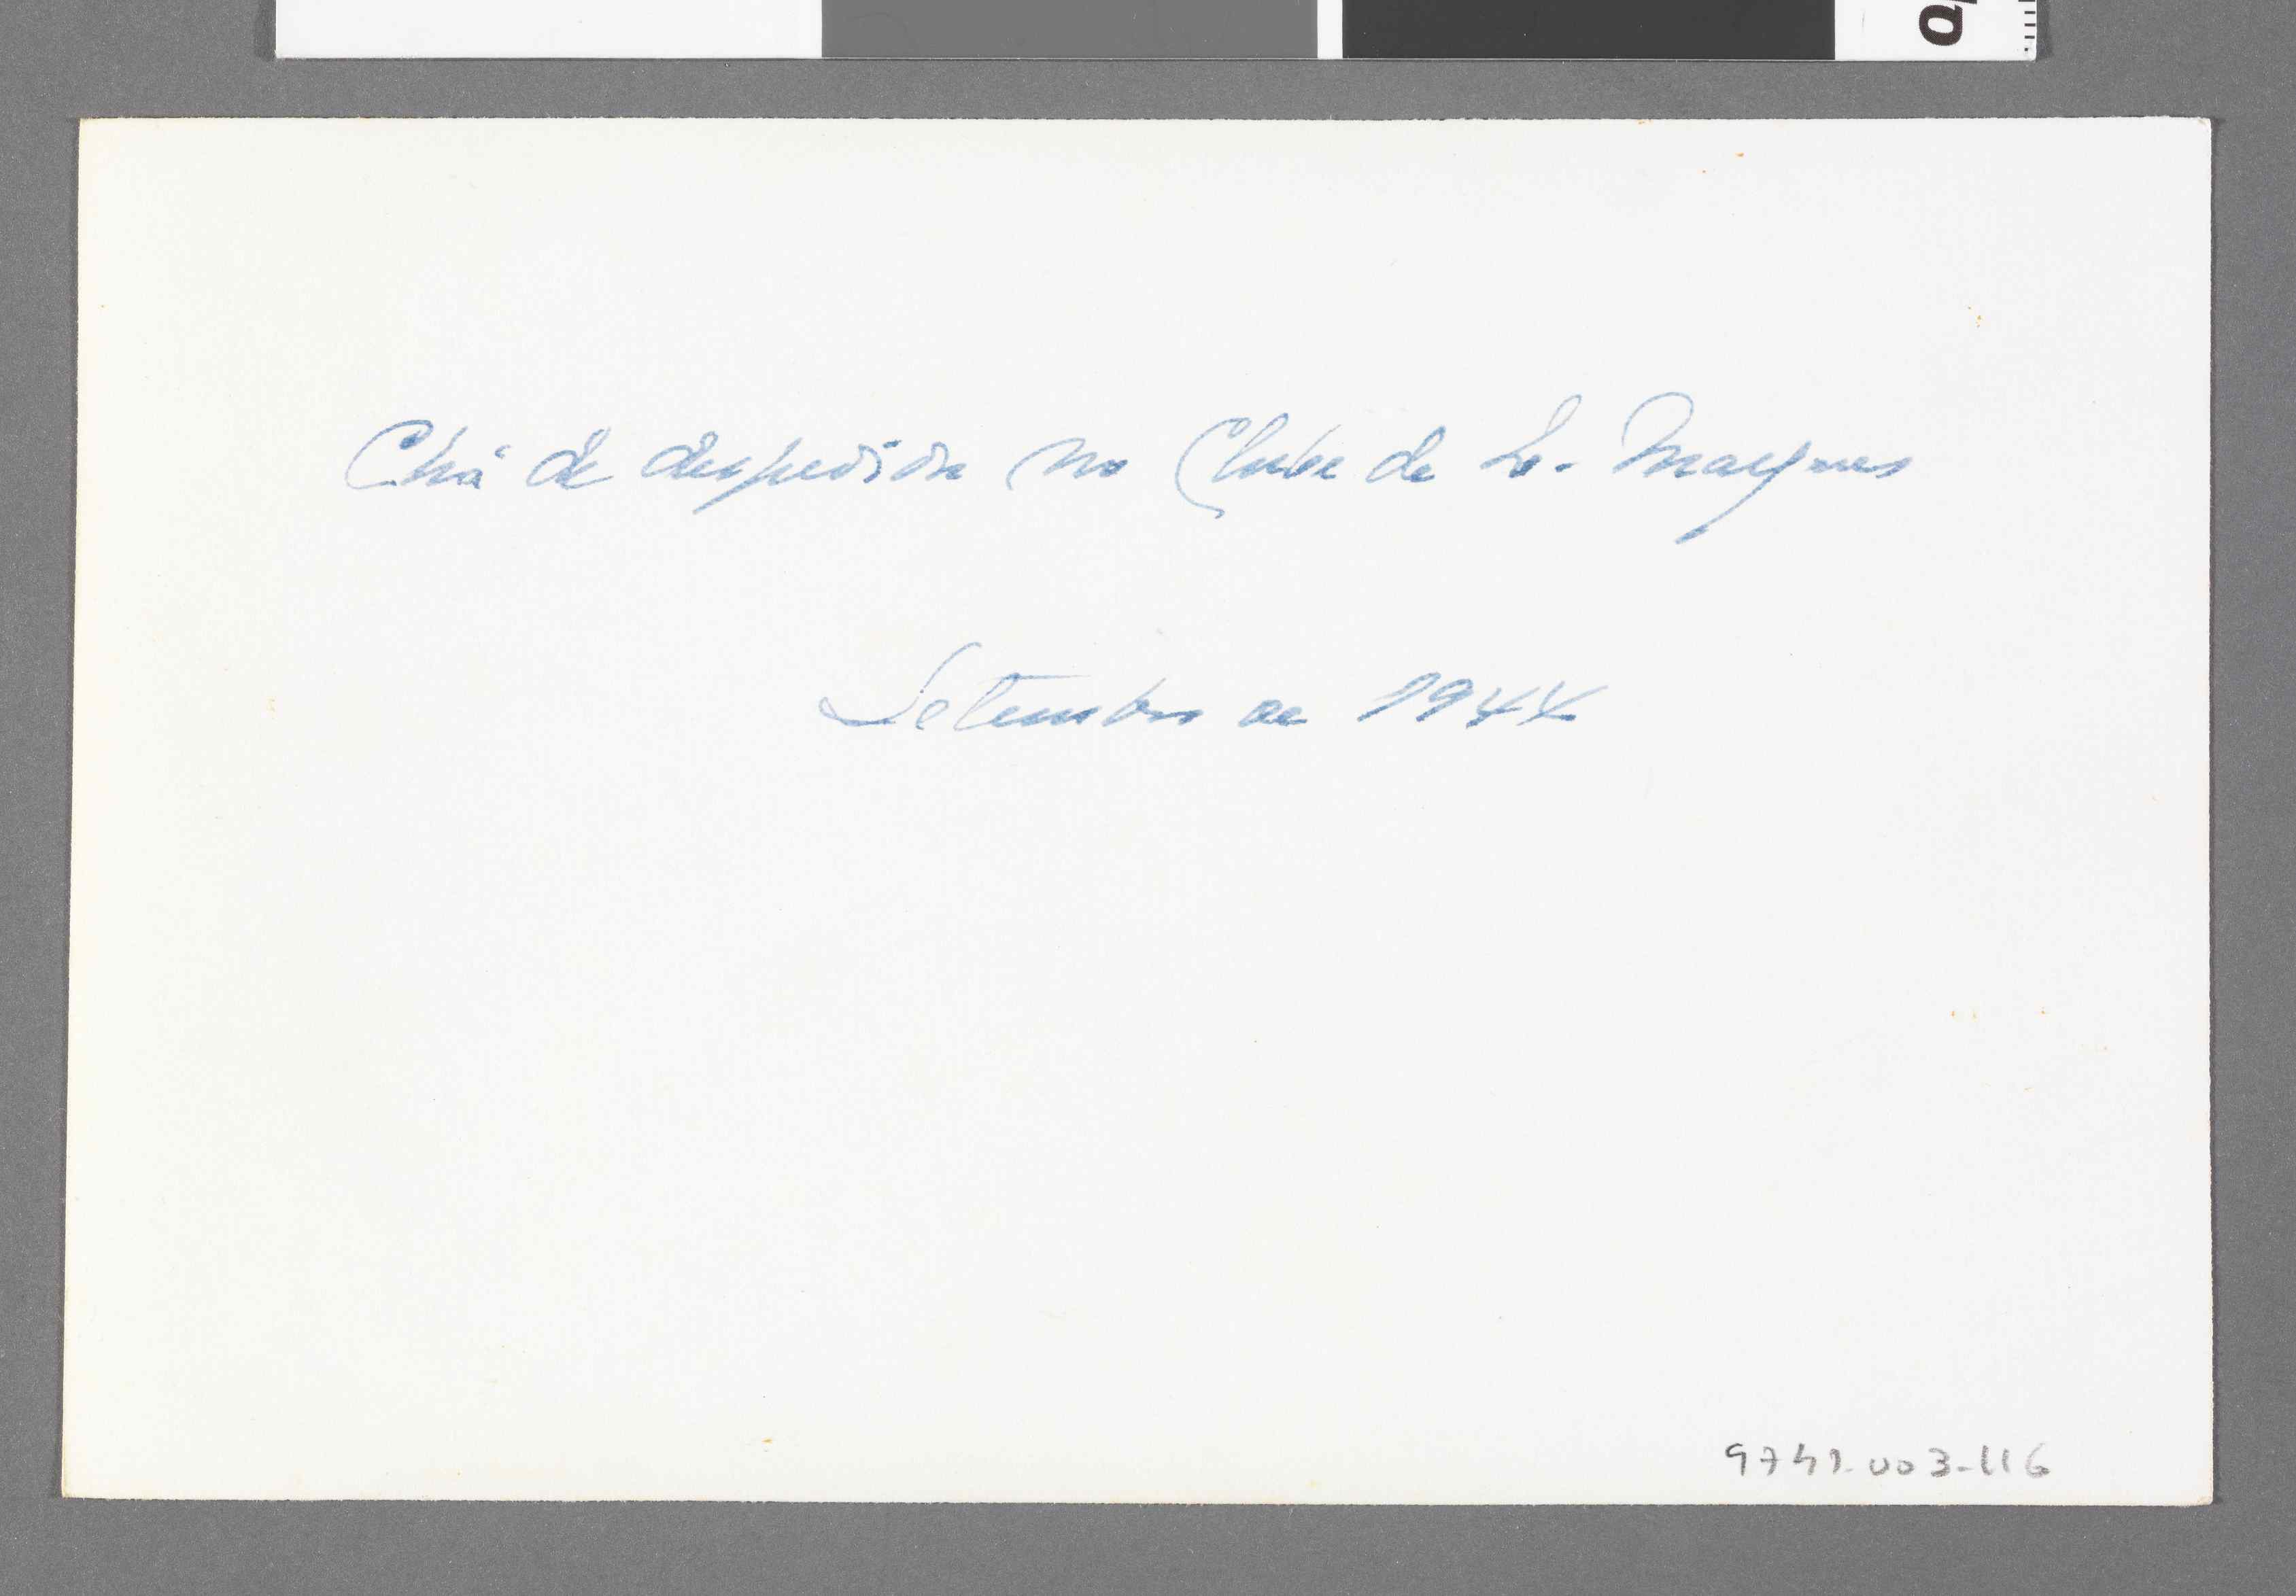 Chá de despedida no Clube de L. Marques
Setembro de 1944
9741-003-116